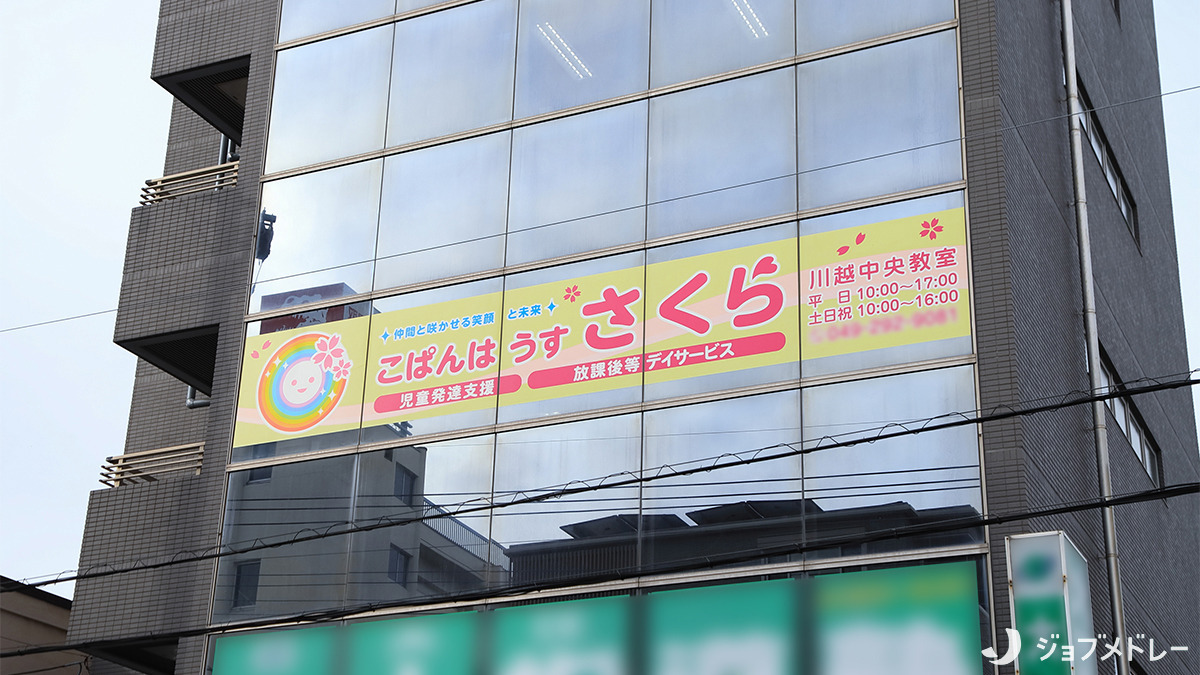 仲間と咲かせる笑顔と未来
こぱんはうすさくら
児童発達支援 放課後等デイサービス
川越中央教室
平 日 10:00〜17:00
土日祝 10:00〜16:00
ジョブメドレー